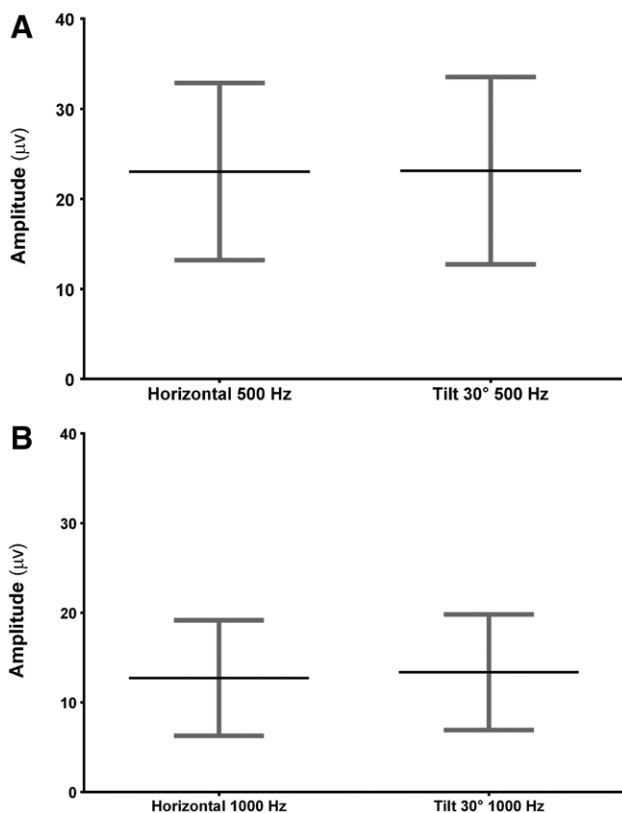 A
Amplitude (μv)
40
30
20
10
0
Horizontal 500 Hz
Tilt 30° 500 Hz
B
Amplitude (μv)
40
30
20
10
0
Horizontal 1000 Hz
Tilt 30° 1000 Hz